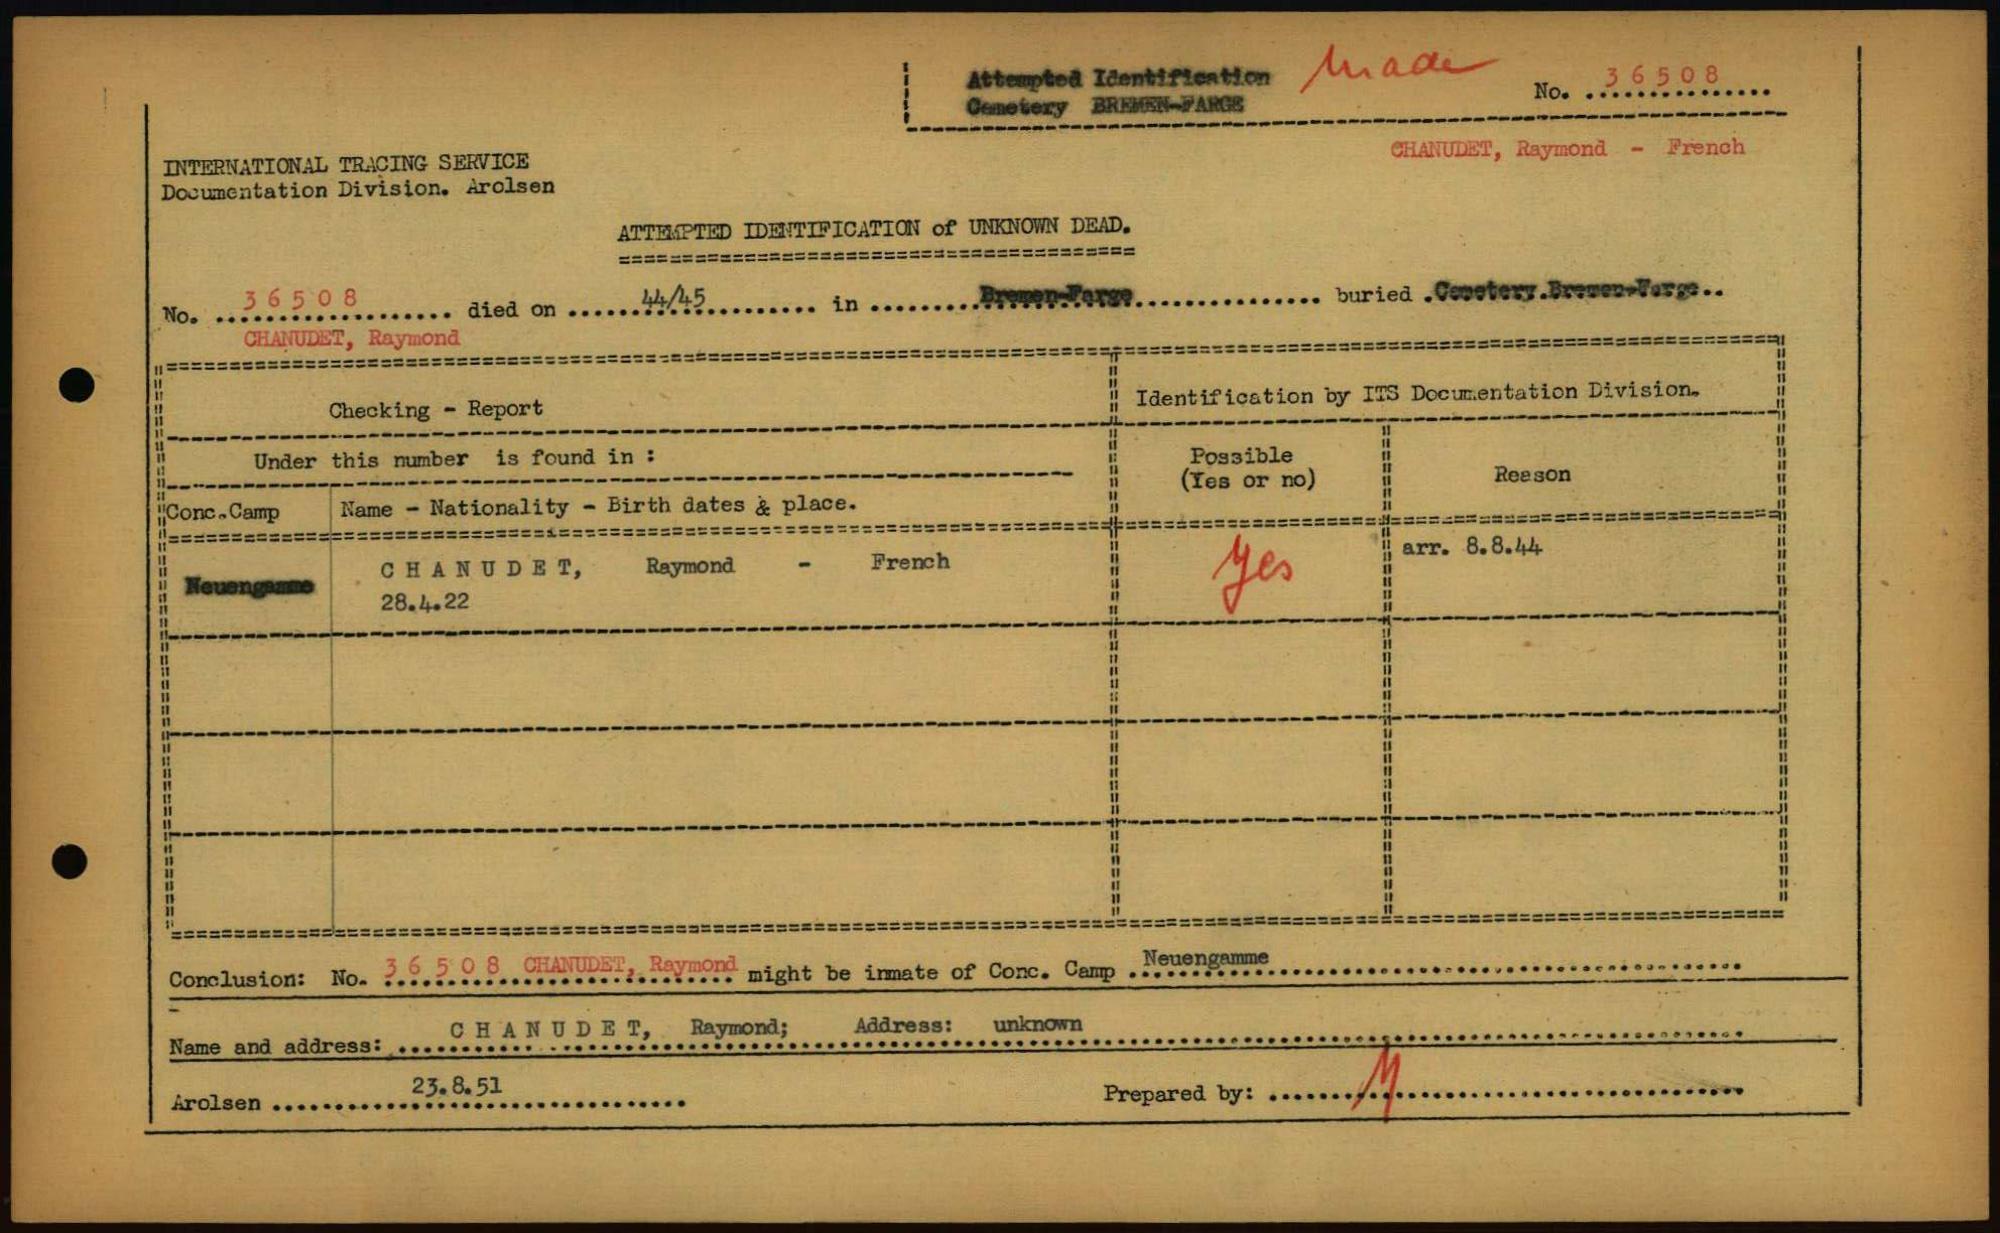 Attempted Identification made
Cemetery BREMEN-FARGE
No. 36508
CHANUDET, Raymond - French
INTERNATIONAL TRACING SERVICE
Documentation Division. Arolsen
ATTEMPTED IDENTIFICATION of UNKNOWN DEAD.
No. 36508 died on 44/45 in Bremen-Farge buried Cemetery Bremen-Farge
CHANUDET, Raymond
Checking - Report
Identification by ITS Documentation Division.
Under this number is found in :
Possible
(Yes or no)
Reason
Conc.Camp
Name - Nationality - Birth dates & place.
Neuengamme
CHANUDET, Raymond - French
28.4.22
Yes
arr. 8.8.44
Conclusion: No. 36508 CHANUDET, Raymond might be inmate of Conc. Camp Neuengamme
Name and address: CHANUDET, Raymond; Address: unknown
Arolsen 23.8.51
Prepared by: